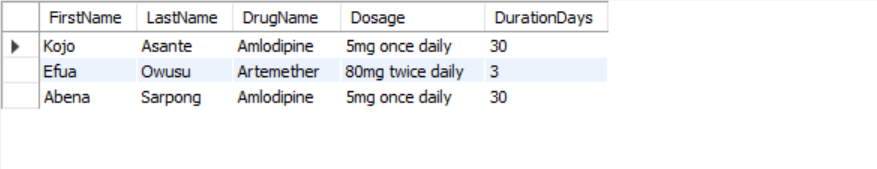 FirstName LastName DrugName Dosage DurationDays
Kojo Asante Amlodipine 5mg once daily 30
Efua Owusu Artemether 80mg twice daily 3
Abena Sarpong Amlodipine 5mg once daily 30